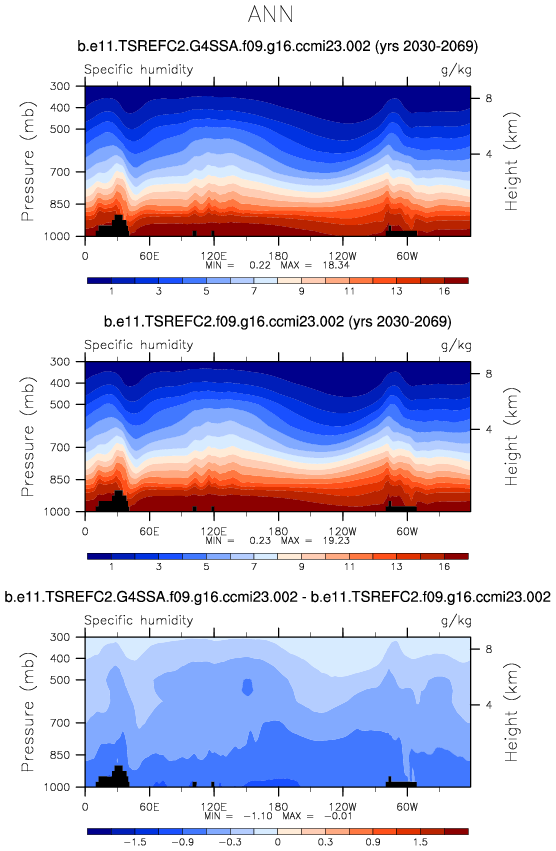 ANN
b.e11.TSREFC2.G4SSA.f09.g16.ccmi23.002 (yrs 2030-2069)
Specific humidity g/kg
Pressure (mb)
300
400
500
700
850
1000
8
4
Height (km)
0 60E 120E 180 120W 60W
MIN = 0.22 MAX = 18.34
1 3 5 7 9 11 13 16
b.e11.TSREFC2.f09.g16.ccmi23.002 (yrs 2030-2069)
Specific humidity g/kg
Pressure (mb)
300
400
500
700
850
1000
8
4
Height (km)
0 60E 120E 180 120W 60W
MIN = 0.23 MAX = 19.23
1 3 5 7 9 11 13 16
b.e11.TSREFC2.G4SSA.f09.g16.ccmi23.002 - b.e11.TSREFC2.f09.g16.ccmi23.002
Specific humidity g/kg
Pressure (mb)
300
400
500
700
850
1000
8
4
Height (km)
0 60E 120E 180 120W 60W
MIN = -1.10 MAX = -0.01
-1.5 -0.9 -0.3 0 0.3 0.9 1.5